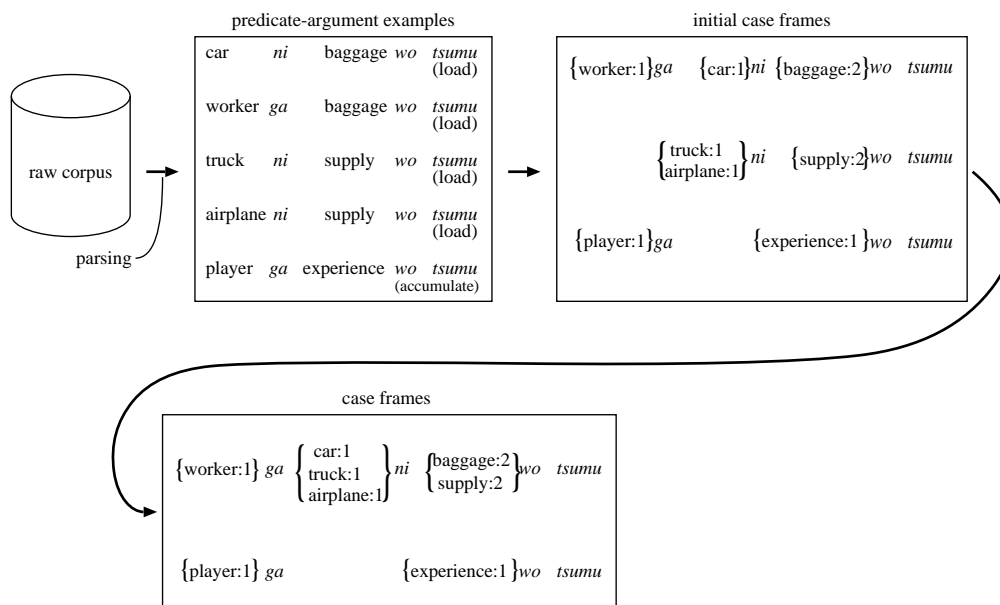 predicate-argument examples
car ni baggage wo tsumu
(load)
worker ga baggage wo tsumu
(load)
truck ni supply wo tsumu
(load)
airplane ni supply wo tsumu
(load)
player ga experience wo tsumu
(accumulate)
raw corpus
parsing
initial case frames
{worker:1}ga {car:1}ni {baggage:2}wo tsumu
{truck:1
airplane:1}ni {supply:2}wo tsumu
{player:1}ga {experience:1}wo tsumu
case frames
{worker:1} ga {car:1
truck:1
airplane:1}ni {baggage:2
supply:2}wo tsumu
{player:1} ga {experience:1}wo tsumu